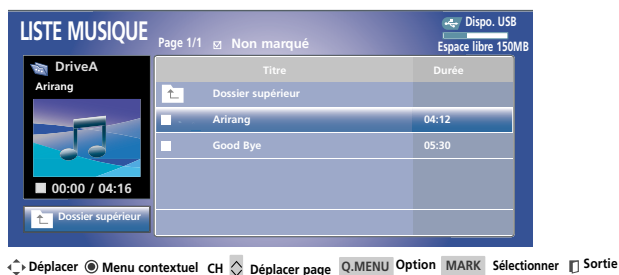 LISTE MUSIQUE
Page 1/1 Non marqué
Dispo. USB
Espace libre 150MB
DriveA
Arirang
00:00 / 04:16
Dossier supérieur
Titre Durée
Dossier supérieur
Arirang 04:12
Good Bye 05:30
Déplacer Menu contextuel CH Déplacer page Q.MENU Option MARK Sélectionner Sortie